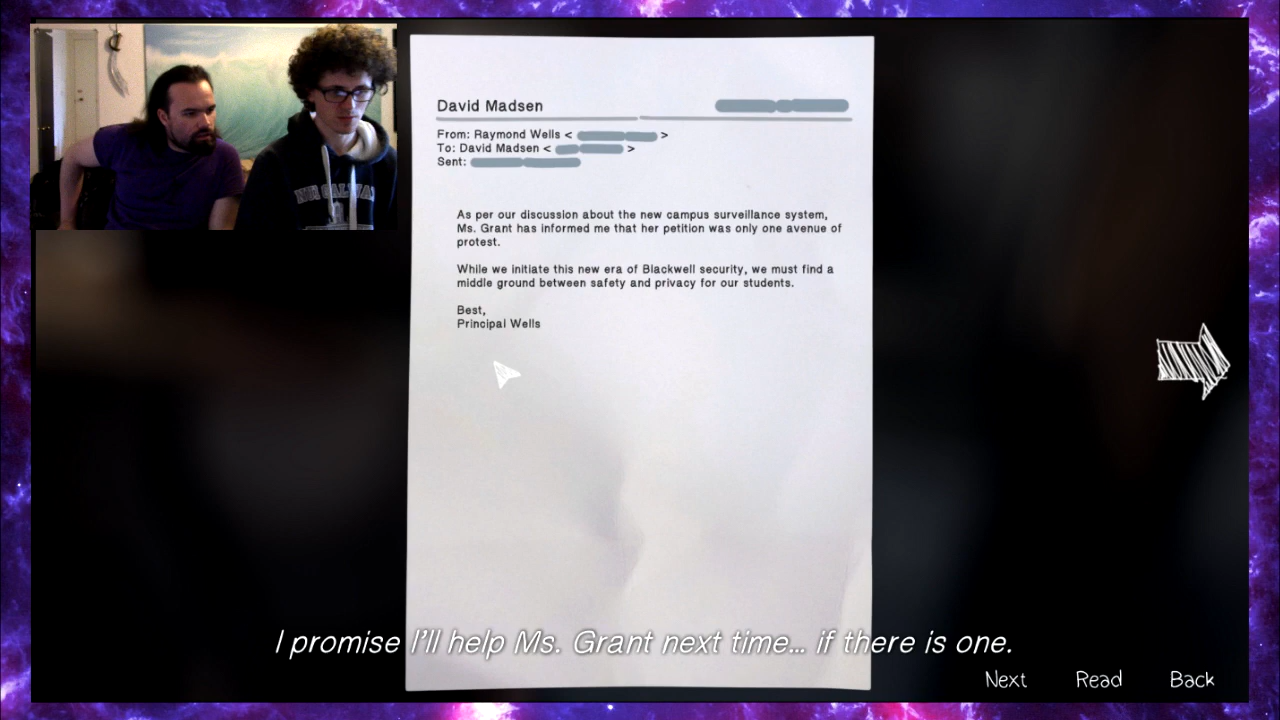 David Madsen
From: Raymond Wells < >
To: David Madsen < >
Sent:
As per our discussion about the new campus surveillance system,
Ms. Grant has informed me that her petition was only one avenue of
protest.
While we initiate this new era of Blackwell security, we must find a
middle ground between safety and privacy for our students.
Best,
Principal Wells
I promise I'll help Ms. Grant next time... if there is one.
Next Read Back